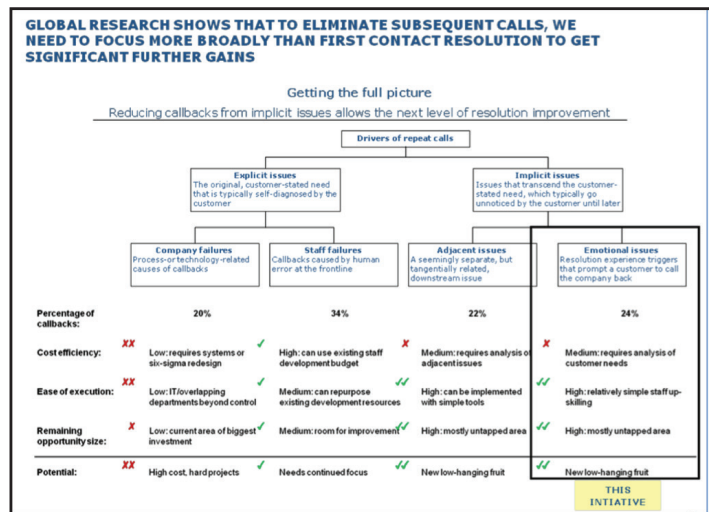 GLOBAL RESEARCH SHOWS THAT TO ELIMINATE SUBSEQUENT CALLS, WE
NEED TO FOCUS MORE BROADLY THAN FIRST CONTACT RESOLUTION TO GET
SIGNIFICANT FURTHER GAINS
Getting the full picture
Reducing callbacks from implicit issues allows the next level of resolution improvement
Drivers of repeat calls
Explicit issues
The original, customer-stated need
that is typically self-diagnosed by the
customer
Implicit issues
Issues that transcend the customer-
stated need, which typically go
unnoticed by the customer until later
Company failures
Process-or technology-related
causes of callbacks
Staff failures
Callbacks caused by human
error at the frontline
Adjacent issues
A seemingly separate, but
tangentially related,
downstream issue
Emotional issues
Resolution experience triggers
that prompt a customer to call
the company back
Percentage of
callbacks:
20%
34%
22%
24%
Cost efficiency:
Low: requires systems or
six-sigma redesign
High: can use existing staff
development budget
Medium: requires analysis of
adjacent issues
Medium: requires analysis of
customer needs
Ease of execution:
Low: IT/overlapping
departments beyond control
Medium: can repurpose
existing development resources
High: can be implemented
with simple tools
High: relatively simple staff up-
skilling
Remaining
opportunity size:
Low: current area of biggest
investment
Medium: room for improvement
High: mostly untapped area
High: mostly untapped area
Potential:
High cost, hard projects
Needs continued focus
New low-hanging fruit
New low-hanging fruit
THIS
INTIATIVE